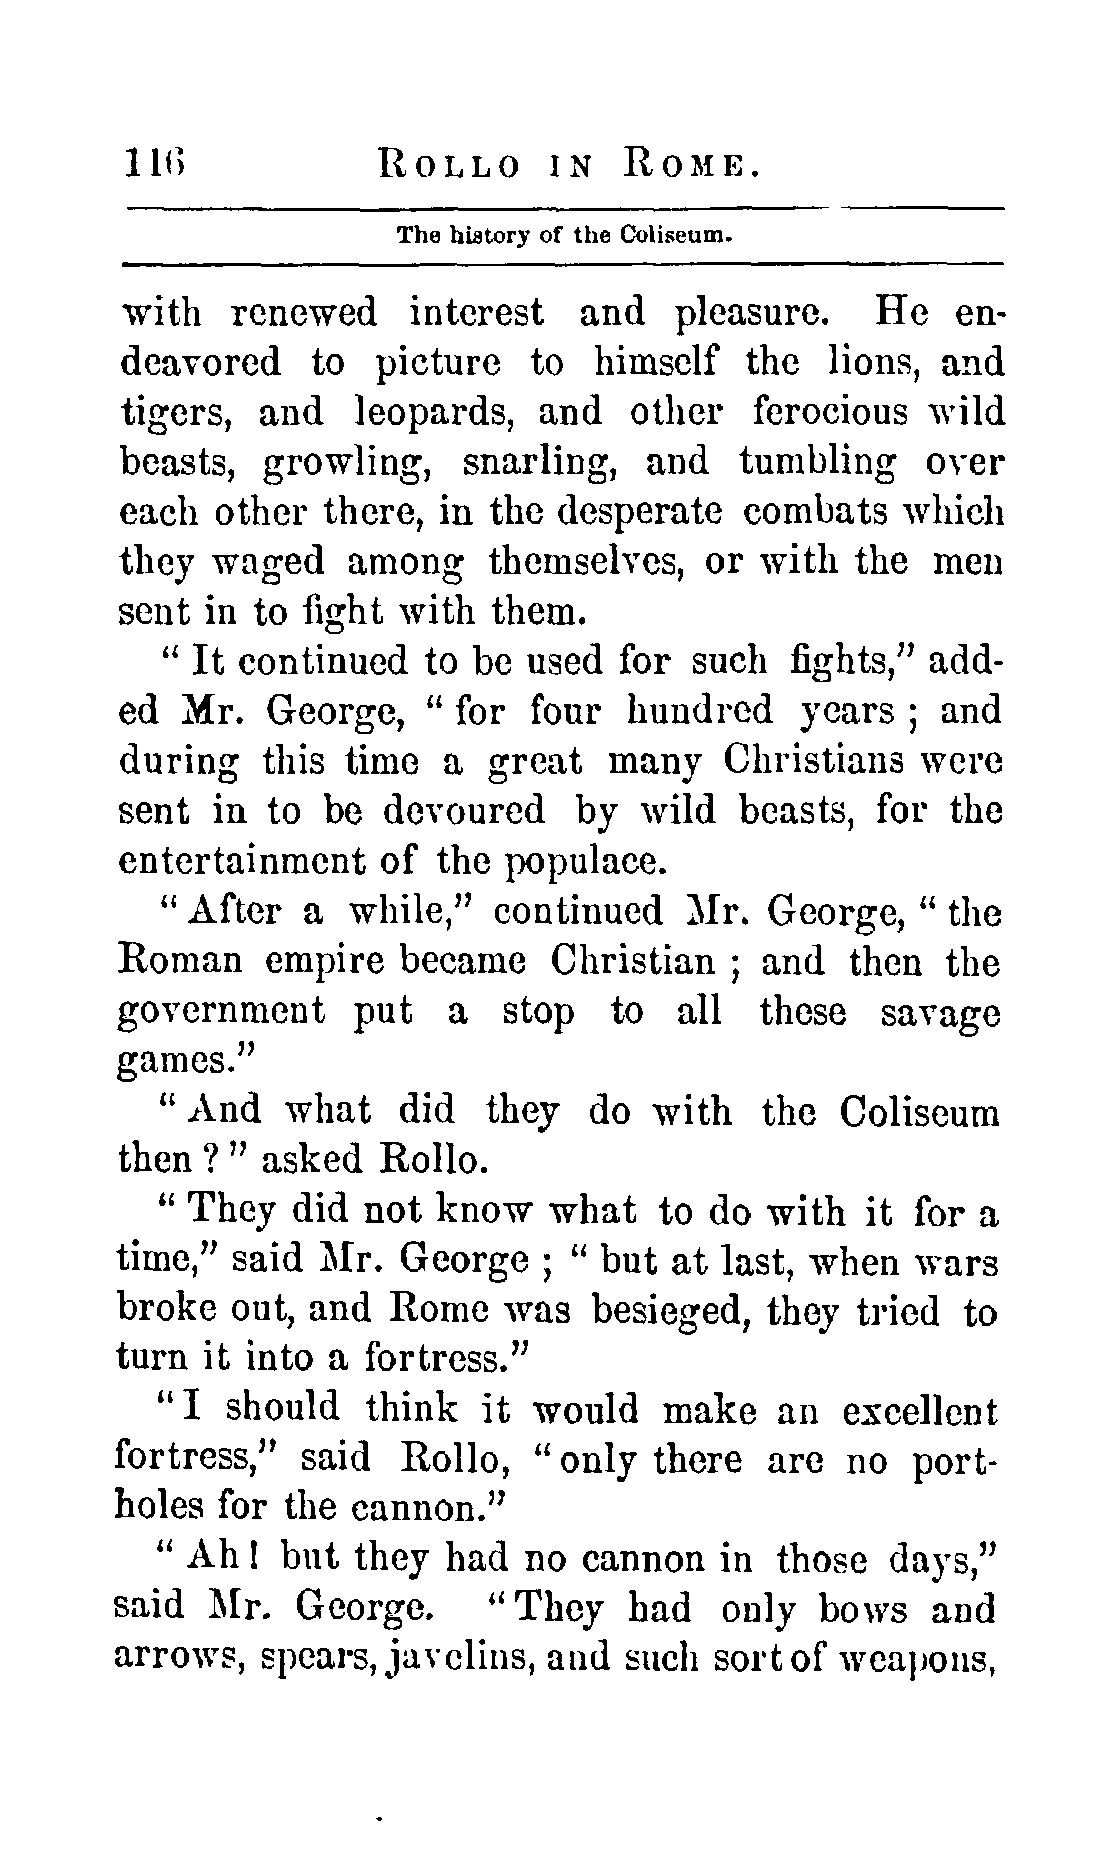 116 ROLLO IN ROME.
The history of the Coliseum.
with renewed interest and pleasure. He en-
deavored to picture to himself the lions, and
tigers, and leopards, and other ferocious wild
beasts, growling, snarling, and tumbling over
each other there, in the desperate combats which
they waged among themselves, or with the men
sent in to fight with them.
“ It continued to be used for such fights,” add-
ed Mr. George, “ for four hundred years ; and
during this time a great many Christians were
sent in to be devoured by wild beasts, for the
entertainment of the populace.
“ After a while,” continued Mr. George, “ the
Roman empire became Christian ; and then the
government put a stop to all these savage
games.”
“ And what did they do with the Coliseum
then ? ” asked Rollo.
“ They did not know what to do with it for a
time,” said Mr. George ; “ but at last, when wars
broke out, and Rome was besieged, they tried to
turn it into a fortress.”
“ I should think it would make an excellent
fortress,” said Rollo, “ only there are no port-
holes for the cannon.”
“ Ah ! but they had no cannon in those days,”
said Mr. George. “ They had only bows and
arrows, spears, javelins, and such sort of weapons,